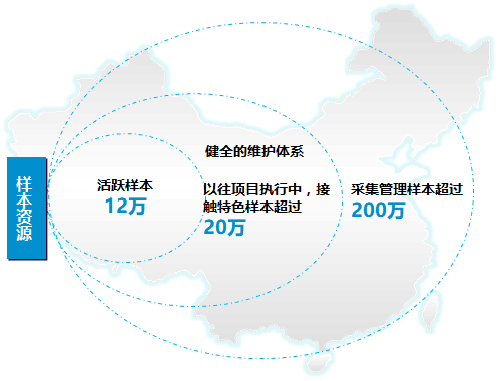 样本资源
活跃样本
12万
健全的维护体系
以往项目执行中，接
触特色样本超过
20万
采集管理样本超过
200万